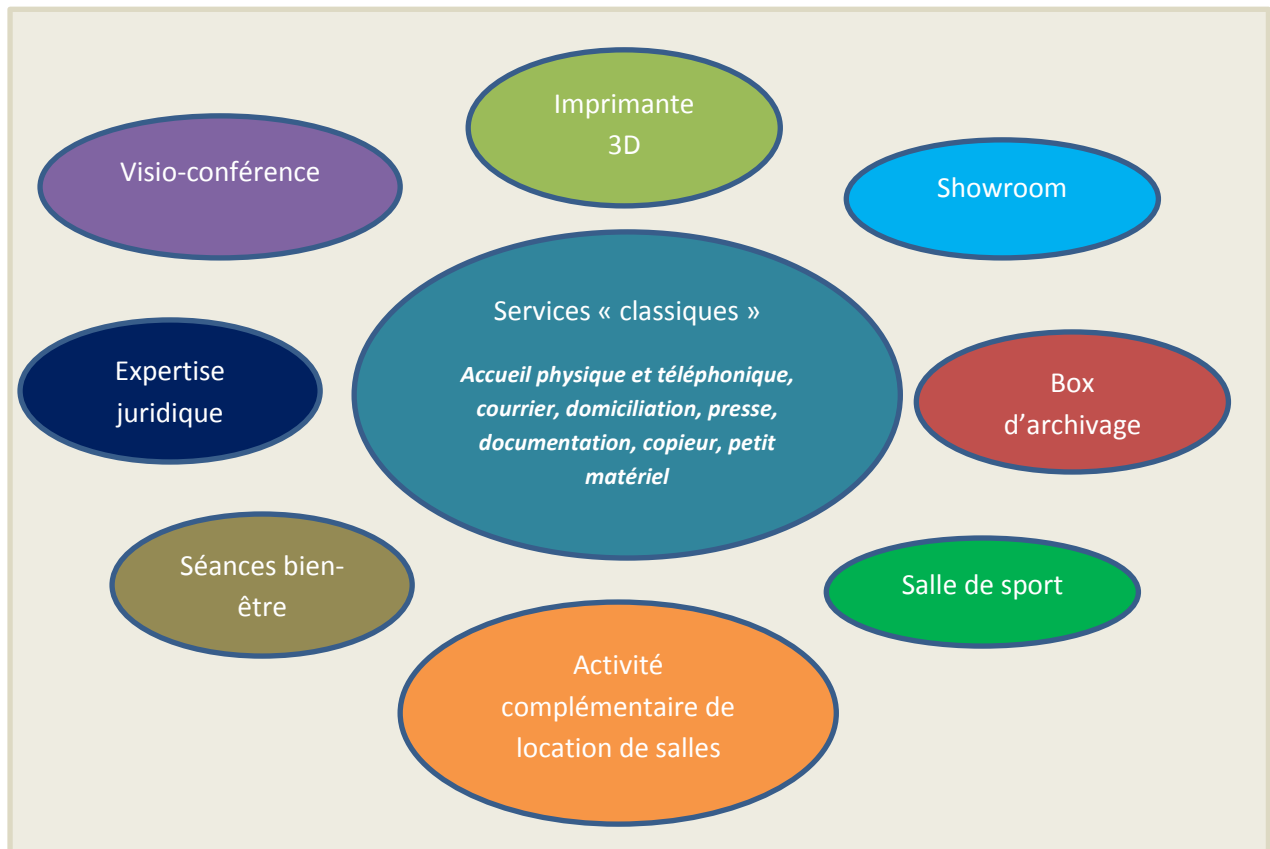 Imprimante
3D
Visio-conférence
Showroom
Services « classiques »
Accueil physique et téléphonique,
courrier, domiciliation, presse,
documentation, copieur, petit
matériel
Expertise
juridique
Box
d’archivage
Séances bien-
être
Salle de sport
Activité
complémentaire de
location de salles